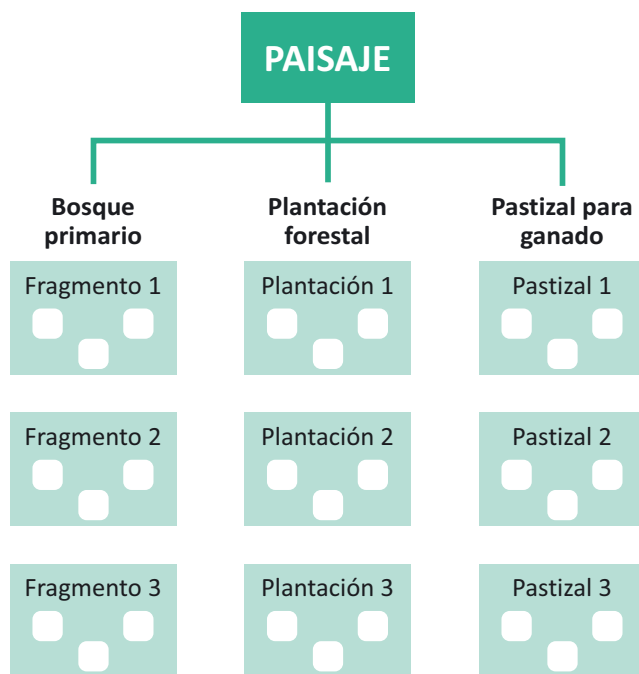 PAISAJE
Bosque
primario
Plantación
forestal
Pastizal para
ganado
Fragmento 1
Plantación 1
Pastizal 1
Fragmento 2
Plantación 2
Pastizal 2
Fragmento 3
Plantación 3
Pastizal 3